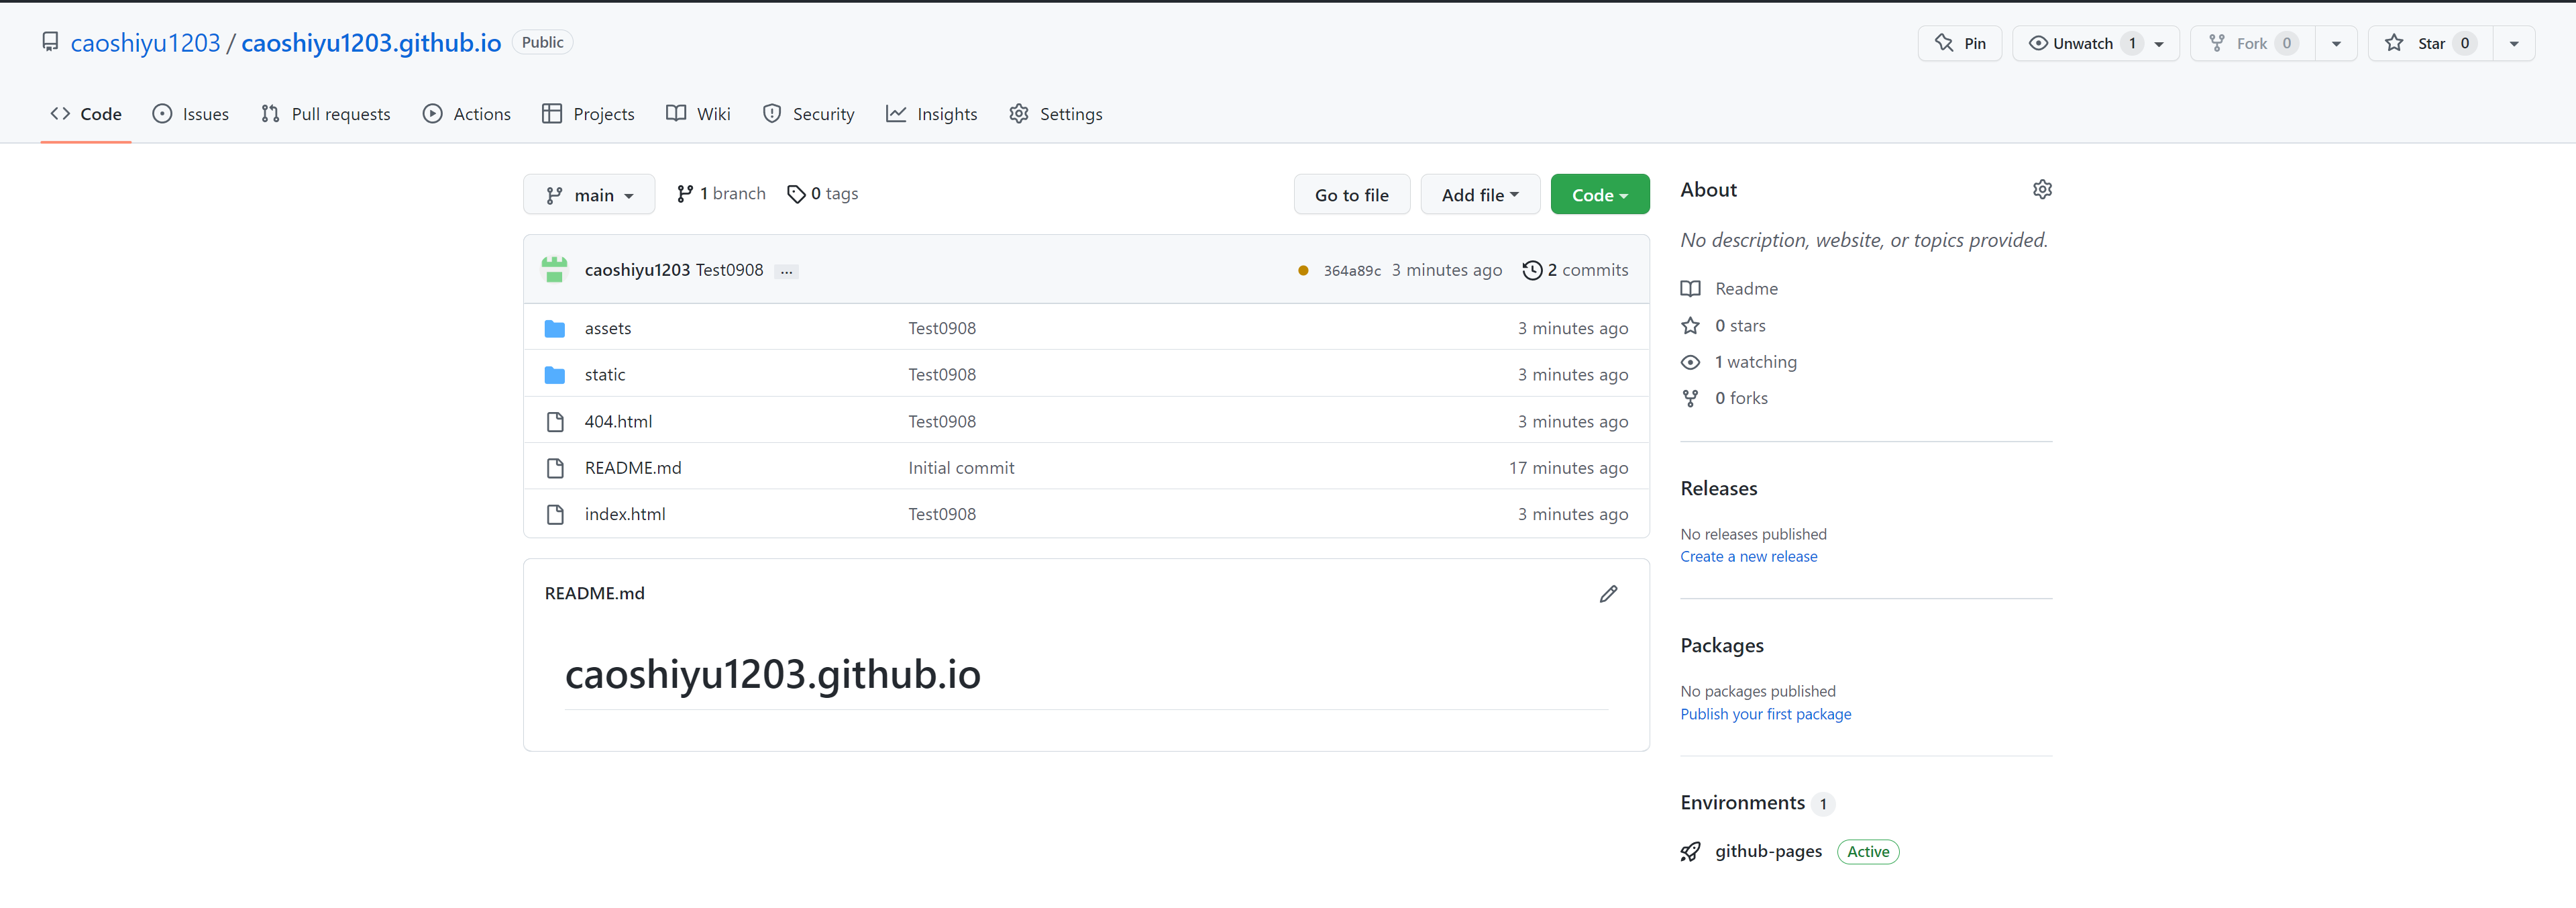 caoshiyu1203 / caoshiyu1203.github.io Public
Pin Unwatch 1 Fork 0 Star 0
Code Issues Pull requests Actions Projects Wiki Security Insights Settings
main 1 branch 0 tags Go to file Add file Code
caoshiyu1203 Test0908 ... 364a89c 3 minutes ago 2 commits
assets Test0908 3 minutes ago
static Test0908 3 minutes ago
404.html Test0908 3 minutes ago
README.md Initial commit 17 minutes ago
index.html Test0908 3 minutes ago
README.md
caoshiyu1203.github.io
About
No description, website, or topics provided.
Readme
0 stars
1 watching
0 forks
Releases
No releases published
Create a new release
Packages
No packages published
Publish your first package
Environments 1
github-pages Active